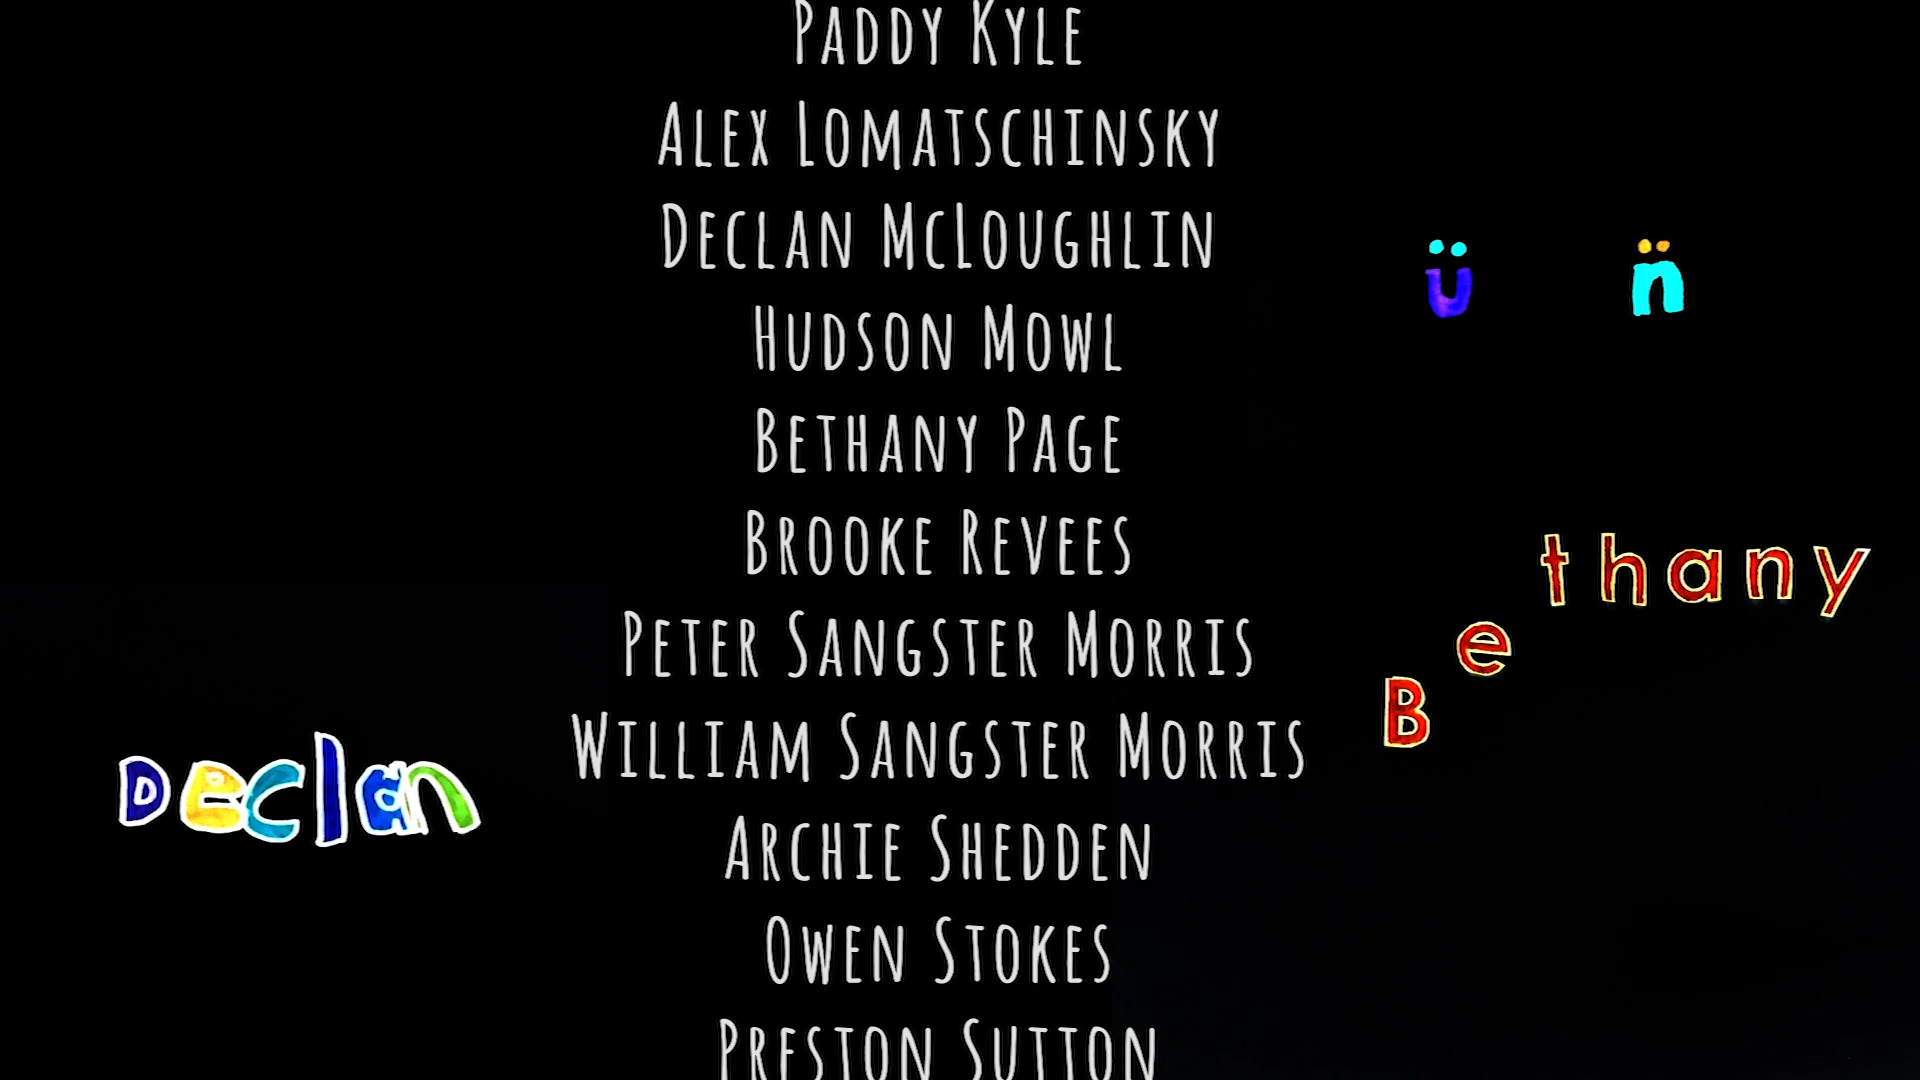 PADDY KYLE
ALEX LOMATSCHINSKY
DECLAN MCLOUGHLIN
HUDSON MOWL
BETHANY PAGE
BROOKE REVEES
PETER SANGSTER MORRIS
WILLIAM SANGSTER MORRIS
ARCHIE SHEDDEN
OWEN STOKES
PRESTON SUTTON
Declan
ü n̈
Bethany